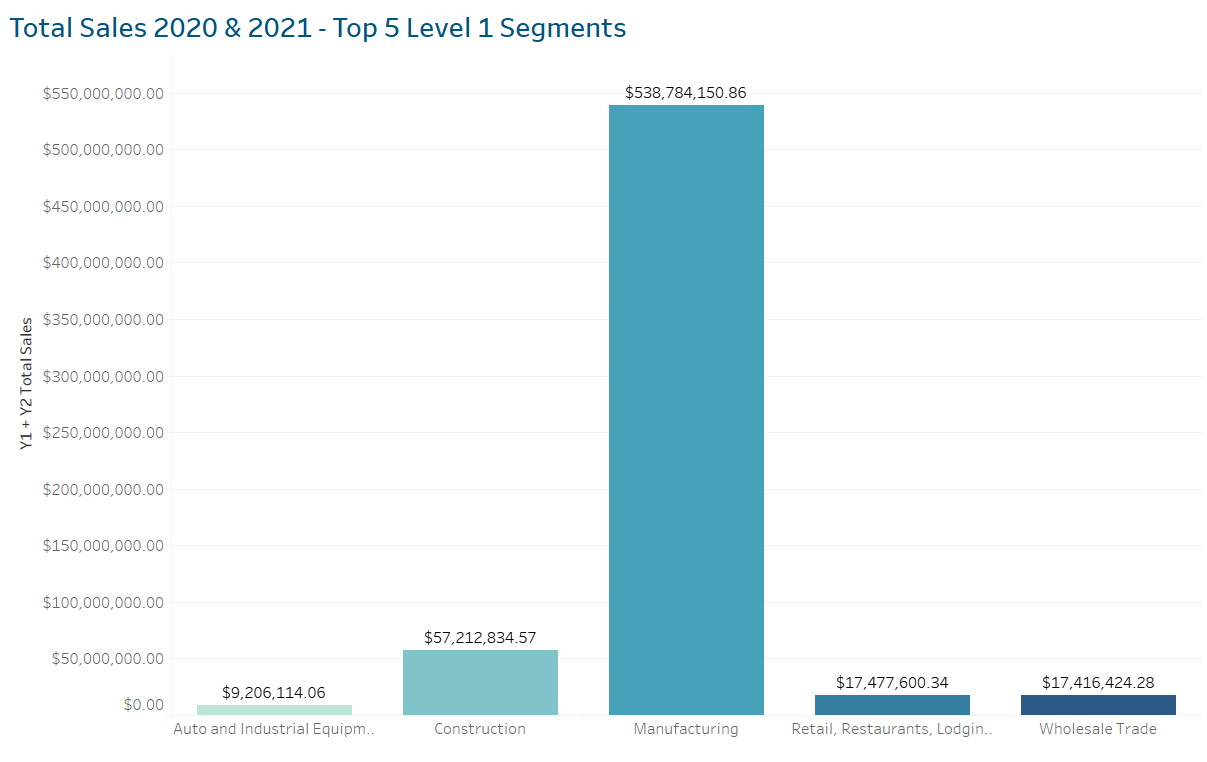 Total Sales 2020 & 2021 - Top 5 Level 1 Segments
Y1 + Y2 Total Sales
$550,000,000.00
$500,000,000.00
$450,000,000.00
$400,000,000.00
$350,000,000.00
$300,000,000.00
$250,000,000.00
$200,000,000.00
$150,000,000.00
$100,000,000.00
$50,000,000.00
$0.00
$9,206,114.06
$57,212,834.57
$538,784,150.86
$17,477,600.34
$17,416,424.28
Auto and Industrial Equipm..
Construction
Manufacturing
Retail, Restaurants, Lodgin..
Wholesale Trade